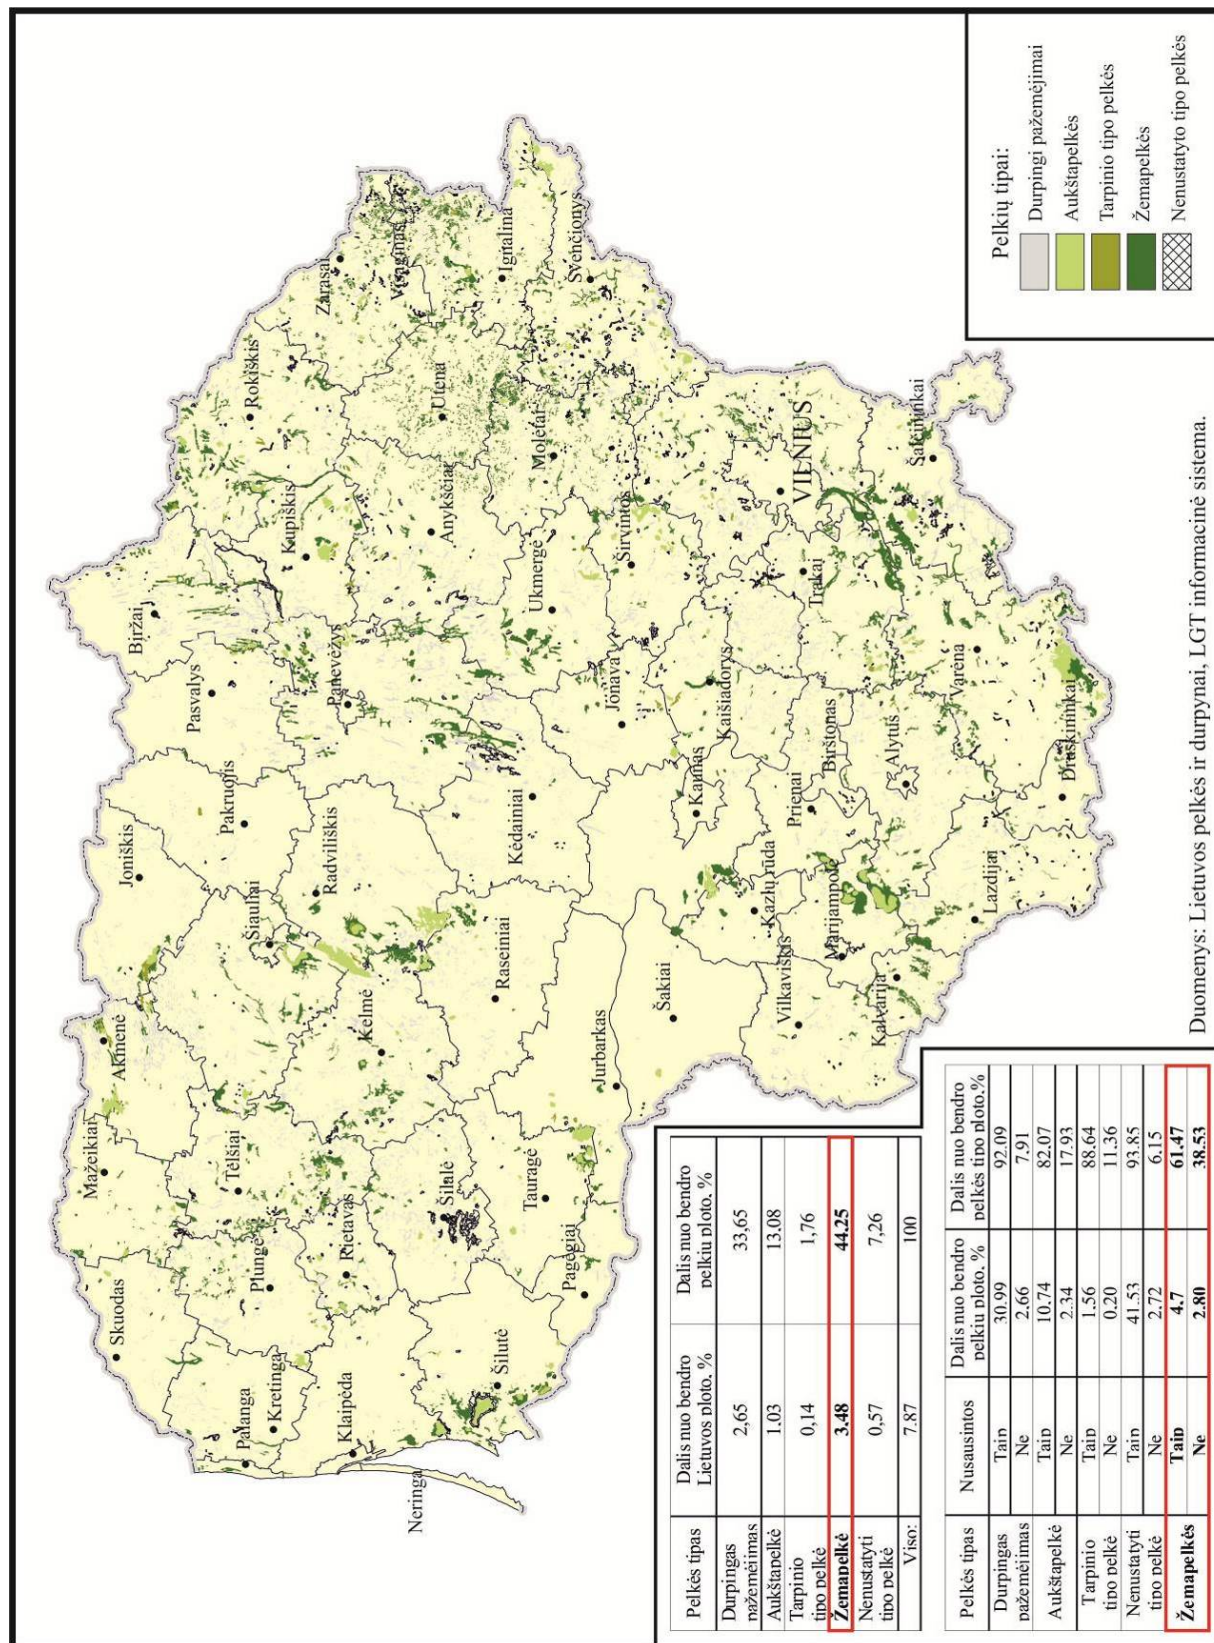 Pelkių tipai:
Durpingi pažemėjimai
Aukštapelkės
Tarpinio tipo pelkės
Žemapelkės
Nenustatyto tipo pelkės
Skuodas
Mažeikiai
Akmenė
Joniškis
Pasvalys
Biržai
Palanga
Kretinga
Plungė
Telšiai
Šiauliai
Pakruojis
Rokiškis
Klaipėda
Rietavas
Kelmė
Radviliškis
Panevėžys
Kupiškis
Zarasai
Visaginas
Neringa
Šilutė
Šilalė
Raseiniai
Kėdainiai
Anykščiai
Utena
Ignalina
Pagėgiai
Tauragė
Jurbarkas
Ukmergė
Molėtai
Švenčionys
Šakiai
Jonava
Širvintos
Kaunas
Kaišiadorys
Vilkaviškis
Kazlų rūda
Prienai
Birštonas
Trakai
VILNIUS
Kalvarija
Marijampolė
Alytus
Šalčininkai
Lazdijai
Varėna
Druskininkai
Pelkės tipas Dalis nuo bendro Lietuvos ploto. % Dalis nuo bendro pelkiu ploto. %
Durpingas pažemėjimas 2,65 33,65
Aukštapelkė 1.03 13.08
Tarpinio tipo pelkė 0,14 1,76
Žemapelkė 3.48 44.25
Nenustatyti tipo pelkė 0,57 7,26
Viso: 7.87 100
Pelkės tipas Nusausintos Dalis nuo bendro pelkiu ploto. % Dalis nuo bendro pelkės tipo ploto.%
Durpingas pažemėjimas Taip 30.99 92.09
Ne 2.66 7.91
Aukštapelkė Taip 10.74 82.07
Ne 2.34 17.93
Tarpinio tipo pelkė Taip 1.56 88.64
Ne 0.20 11.36
Nenustatyti tipo pelkė Taip 41.53 93.85
Ne 2.72 6.15
Žemapelkės Taip 4.7 61.47
Ne 2.80 38.53
Duomenys: Lietuvos pelkės ir durpynai, LGT informacinė sistema.